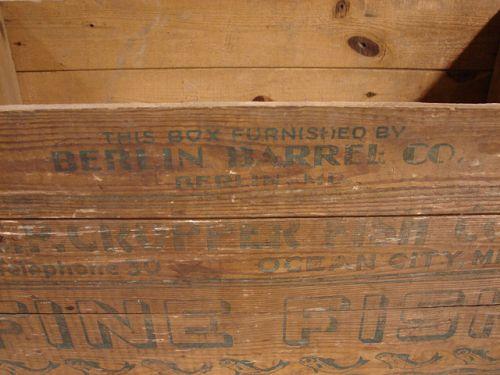 THIS BOX FURNISHED BY
BERLIN BARREL CO.
BERLIN, MD.
P. CROPPER FISH CO
Telephone 30
OCEAN CITY, M
FINE FISH